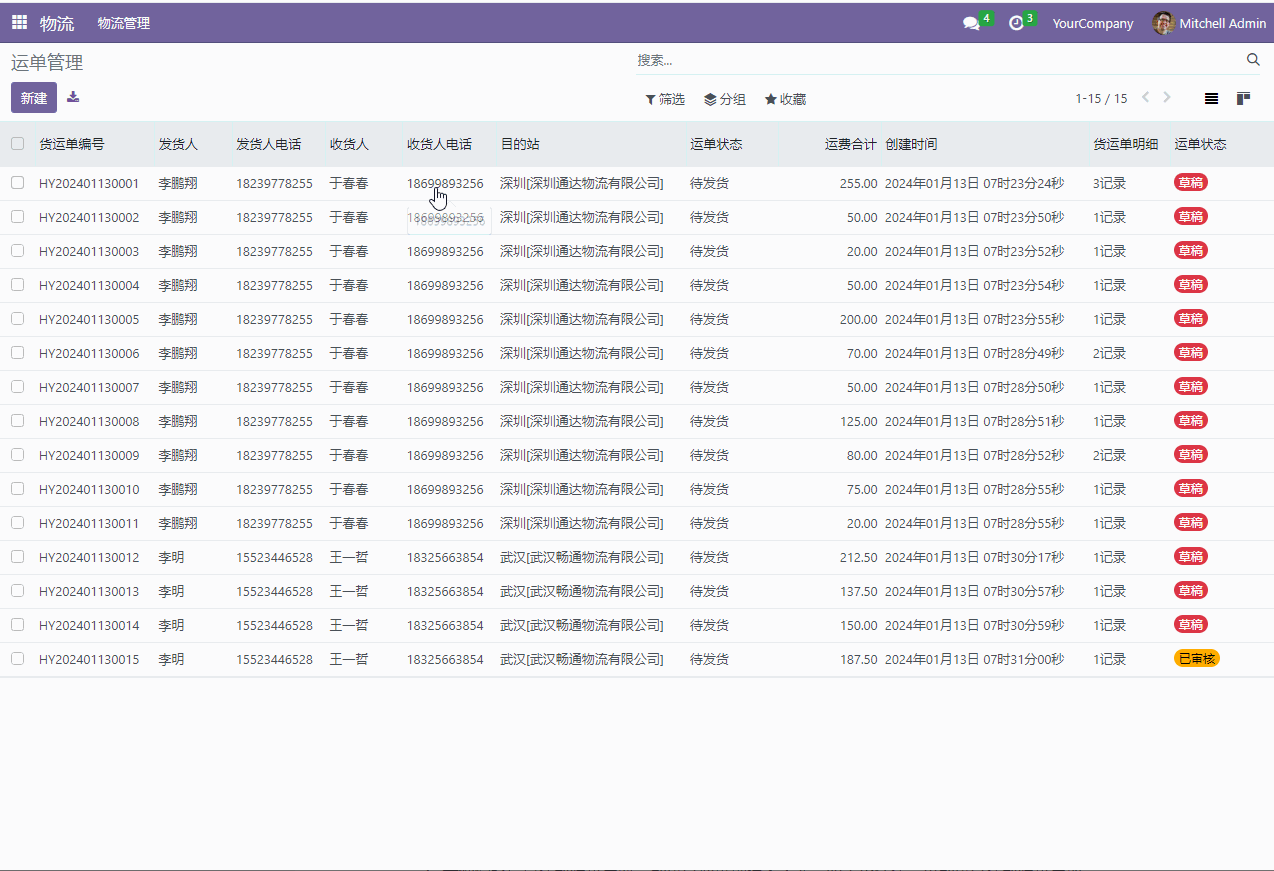 物流 物流管理 4 3 YourCompany Mitchell Admin
运单管理 搜索...
新建 筛选 分组 收藏 1-15 / 15
货运单编号 发货人 发货人电话 收货人 收货人电话 目的站 运单状态 运费合计 创建时间 货运单明细 运单状态
HY202401130001 李鹏翔 18239778255 于春春 18699893256 深圳[深圳通达物流有限公司] 待发货 255.00 2024年01月13日 07时23分24秒 3记录 草稿
HY202401130002 李鹏翔 18239778255 于春春 18699893256 深圳[深圳通达物流有限公司] 待发货 50.00 2024年01月13日 07时23分50秒 1记录 草稿
HY202401130003 李鹏翔 18239778255 于春春 18699893256 深圳[深圳通达物流有限公司] 待发货 20.00 2024年01月13日 07时23分52秒 1记录 草稿
HY202401130004 李鹏翔 18239778255 于春春 18699893256 深圳[深圳通达物流有限公司] 待发货 50.00 2024年01月13日 07时23分54秒 1记录 草稿
HY202401130005 李鹏翔 18239778255 于春春 18699893256 深圳[深圳通达物流有限公司] 待发货 200.00 2024年01月13日 07时23分55秒 1记录 草稿
HY202401130006 李鹏翔 18239778255 于春春 18699893256 深圳[深圳通达物流有限公司] 待发货 70.00 2024年01月13日 07时28分49秒 2记录 草稿
HY202401130007 李鹏翔 18239778255 于春春 18699893256 深圳[深圳通达物流有限公司] 待发货 50.00 2024年01月13日 07时28分50秒 1记录 草稿
HY202401130008 李鹏翔 18239778255 于春春 18699893256 深圳[深圳通达物流有限公司] 待发货 125.00 2024年01月13日 07时28分51秒 1记录 草稿
HY202401130009 李鹏翔 18239778255 于春春 18699893256 深圳[深圳通达物流有限公司] 待发货 80.00 2024年01月13日 07时28分52秒 2记录 草稿
HY202401130010 李鹏翔 18239778255 于春春 18699893256 深圳[深圳通达物流有限公司] 待发货 75.00 2024年01月13日 07时28分55秒 1记录 草稿
HY202401130011 李鹏翔 18239778255 于春春 18699893256 深圳[深圳通达物流有限公司] 待发货 20.00 2024年01月13日 07时28分55秒 1记录 草稿
HY202401130012 李明 15523446528 王一哲 18325663854 武汉[武汉畅通物流有限公司] 待发货 212.50 2024年01月13日 07时30分17秒 1记录 草稿
HY202401130013 李明 15523446528 王一哲 18325663854 武汉[武汉畅通物流有限公司] 待发货 137.50 2024年01月13日 07时30分57秒 1记录 草稿
HY202401130014 李明 15523446528 王一哲 18325663854 武汉[武汉畅通物流有限公司] 待发货 150.00 2024年01月13日 07时30分59秒 1记录 草稿
HY202401130015 李明 15523446528 王一哲 18325663854 武汉[武汉畅通物流有限公司] 待发货 187.50 2024年01月13日 07时31分00秒 1记录 已审核